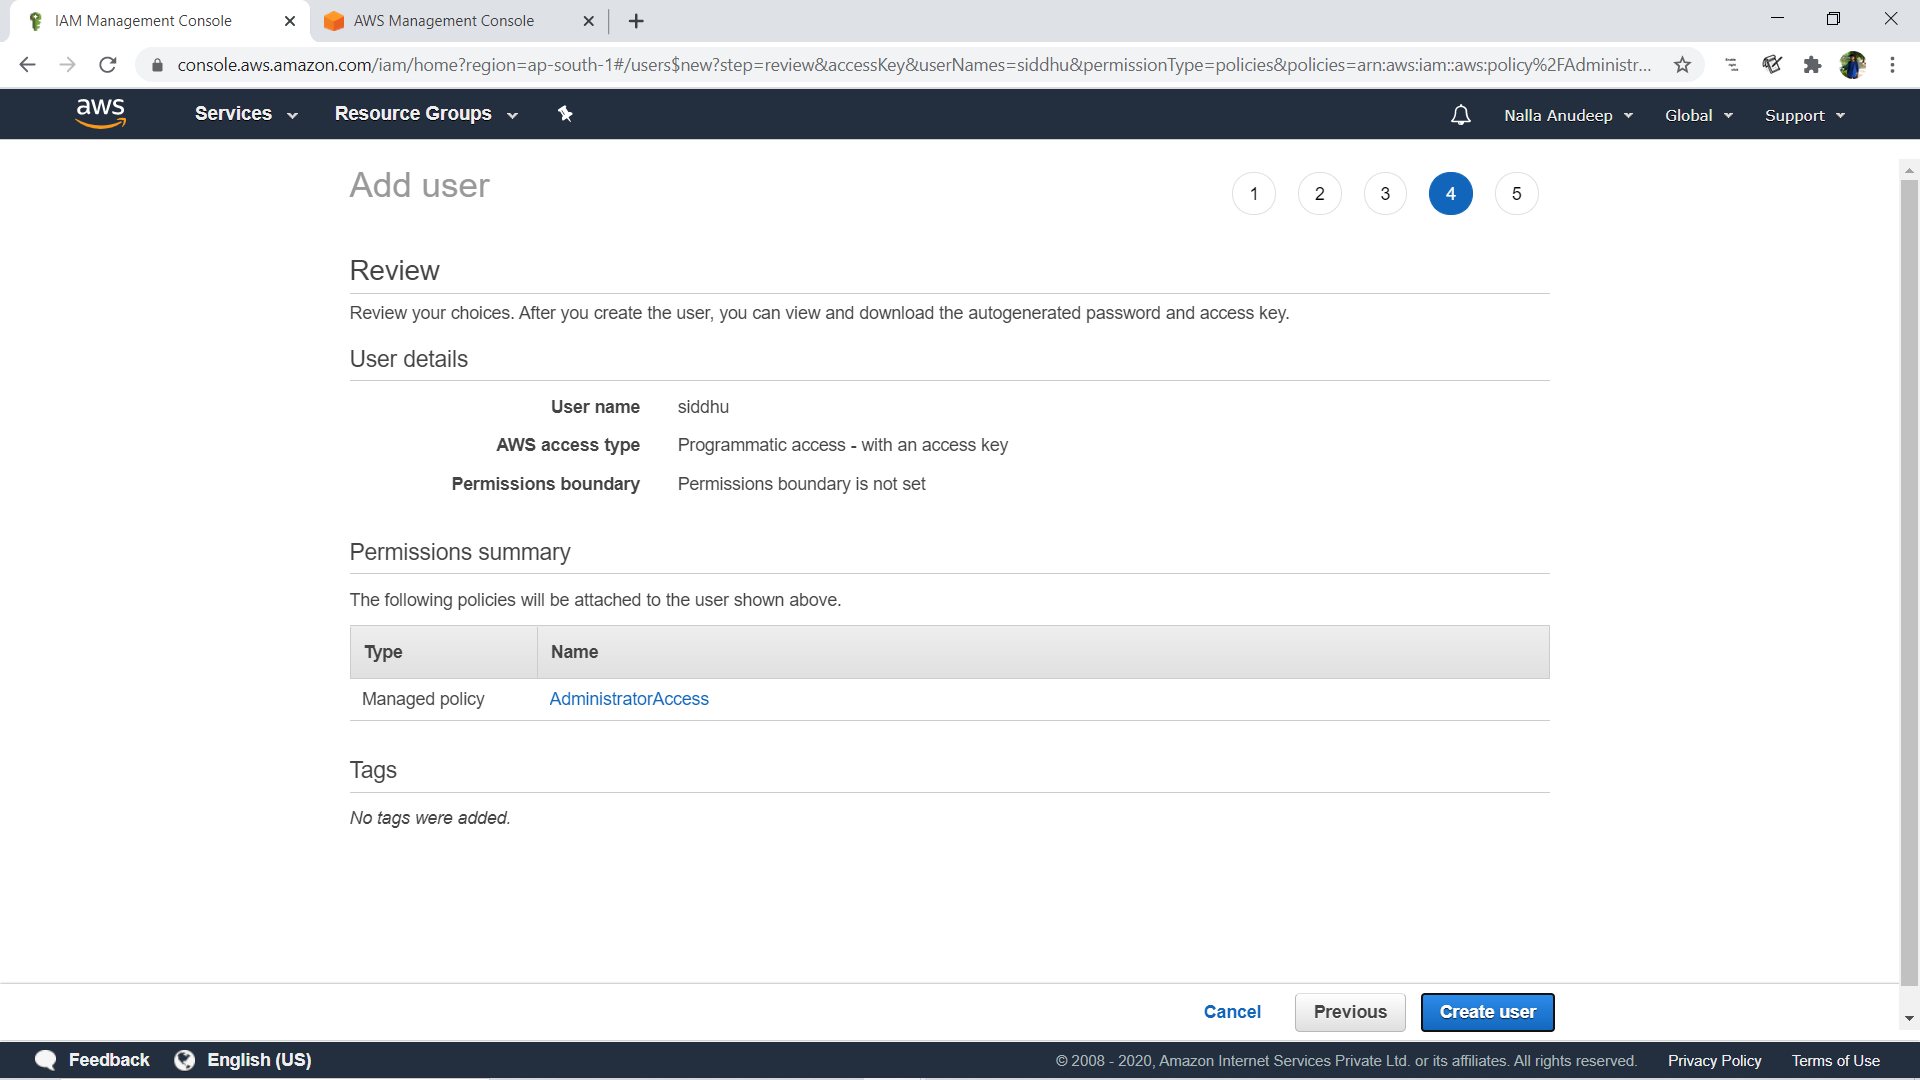 IAM Management Console
AWS Management Console
console.aws.amazon.com/iam/home?region=ap-south-1#/users$new?step=review&accessKey&userNames=siddhu&permissionType=policies&policies=arn:aws:iam::aws:policy%2FAdministr...
aws Services Resource Groups Nalla Anudeep Global Support
Add user
1 2 3 4 5
Review
Review your choices. After you create the user, you can view and download the autogenerated password and access key.
User details
User name siddhu
AWS access type Programmatic access - with an access key
Permissions boundary Permissions boundary is not set
Permissions summary
The following policies will be attached to the user shown above.
Type Name
Managed policy AdministratorAccess
Tags
No tags were added.
Cancel Previous Create user
Feedback English (US) © 2008 - 2020, Amazon Internet Services Private Ltd. or its affiliates. All rights reserved. Privacy Policy Terms of Use